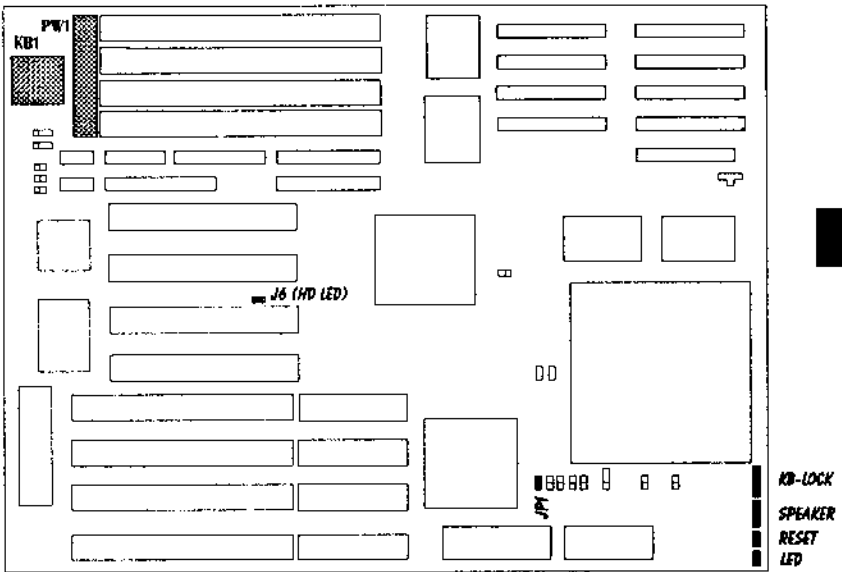 PW1
KB1
J6 (HD LED)
JP1
KB-LOCK
SPEAKER
RESET
LED